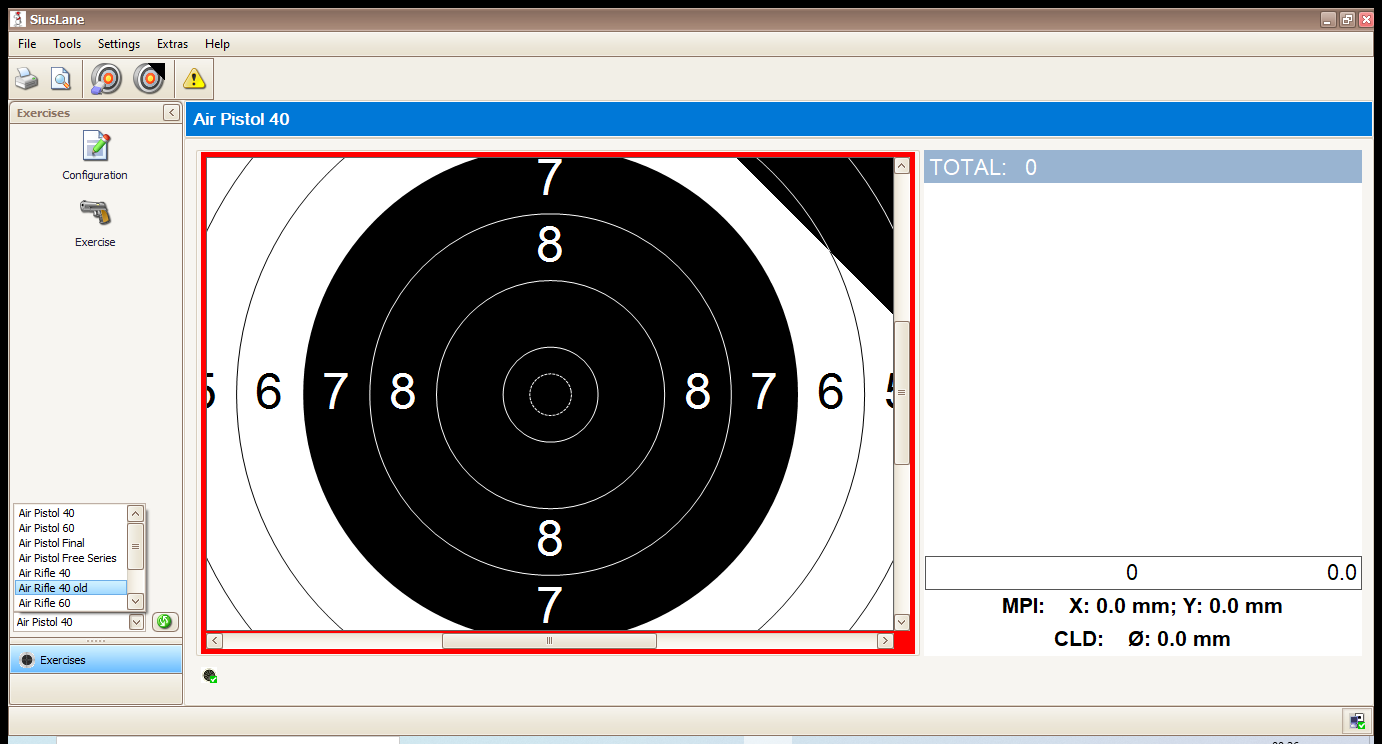 SiusLane
File Tools Settings Extras Help
Exercises
Configuration
Exercise
Air Pistol 40
Air Pistol 60
Air Pistol Final
Air Pistol Free Series
Air Rifle 40
Air Rifle 40 old
Air Rifle 60
Air Pistol 40
Exercises
Air Pistol 40
7
8
6 7 8 8 7 6
8
7
TOTAL: 0
0 0.0
MPI: X: 0.0 mm; Y: 0.0 mm
CLD: Ø: 0.0 mm